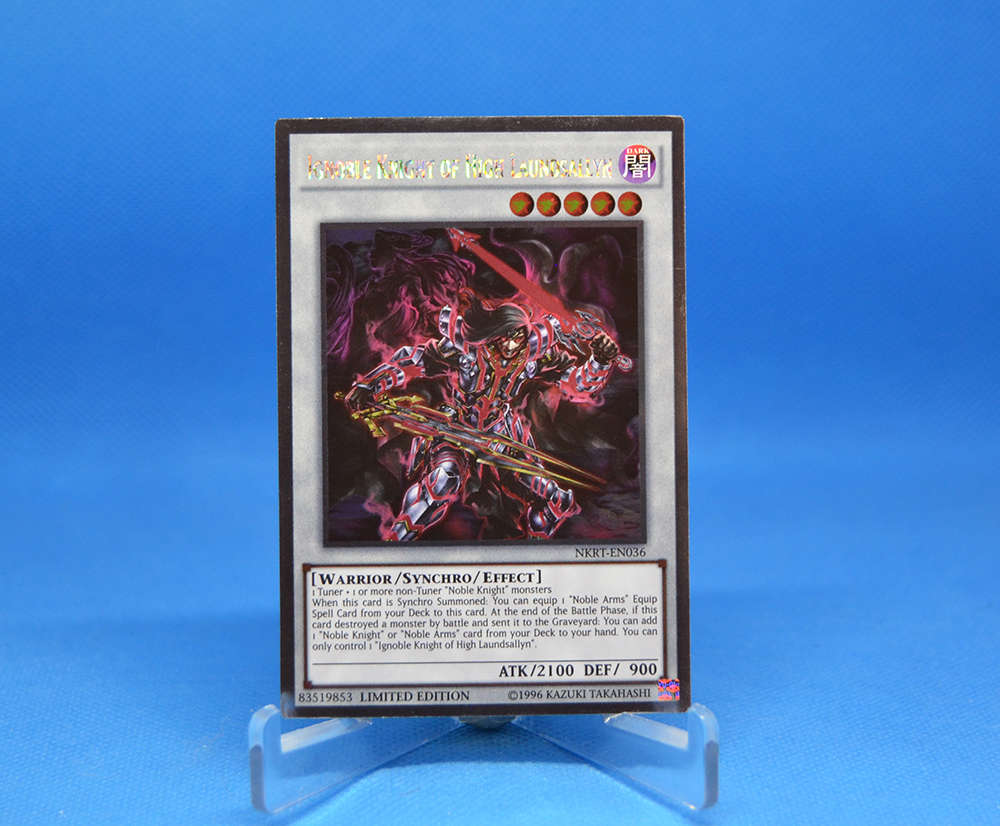 Ignoble Knight of High Laundsallyn
DARK
闇
NKRT-EN036
[Warrior/Synchro/Effect]
1 Tuner + 1 or more non-Tuner "Noble Knight" monsters
When this card is Synchro Summoned: You can equip 1 "Noble Arms" Equip
Spell Card from your Deck to this card. At the end of the Battle Phase, if this
card destroyed a monster by battle and sent it to the Graveyard: You can add
1 "Noble Knight" or "Noble Arms" card from your Deck to your hand. You can
only control 1 "Ignoble Knight of High Laundsallyn".
ATK/2100 DEF/ 900
83519853 LIMITED EDITION ©1996 KAZUKI TAKAHASHI